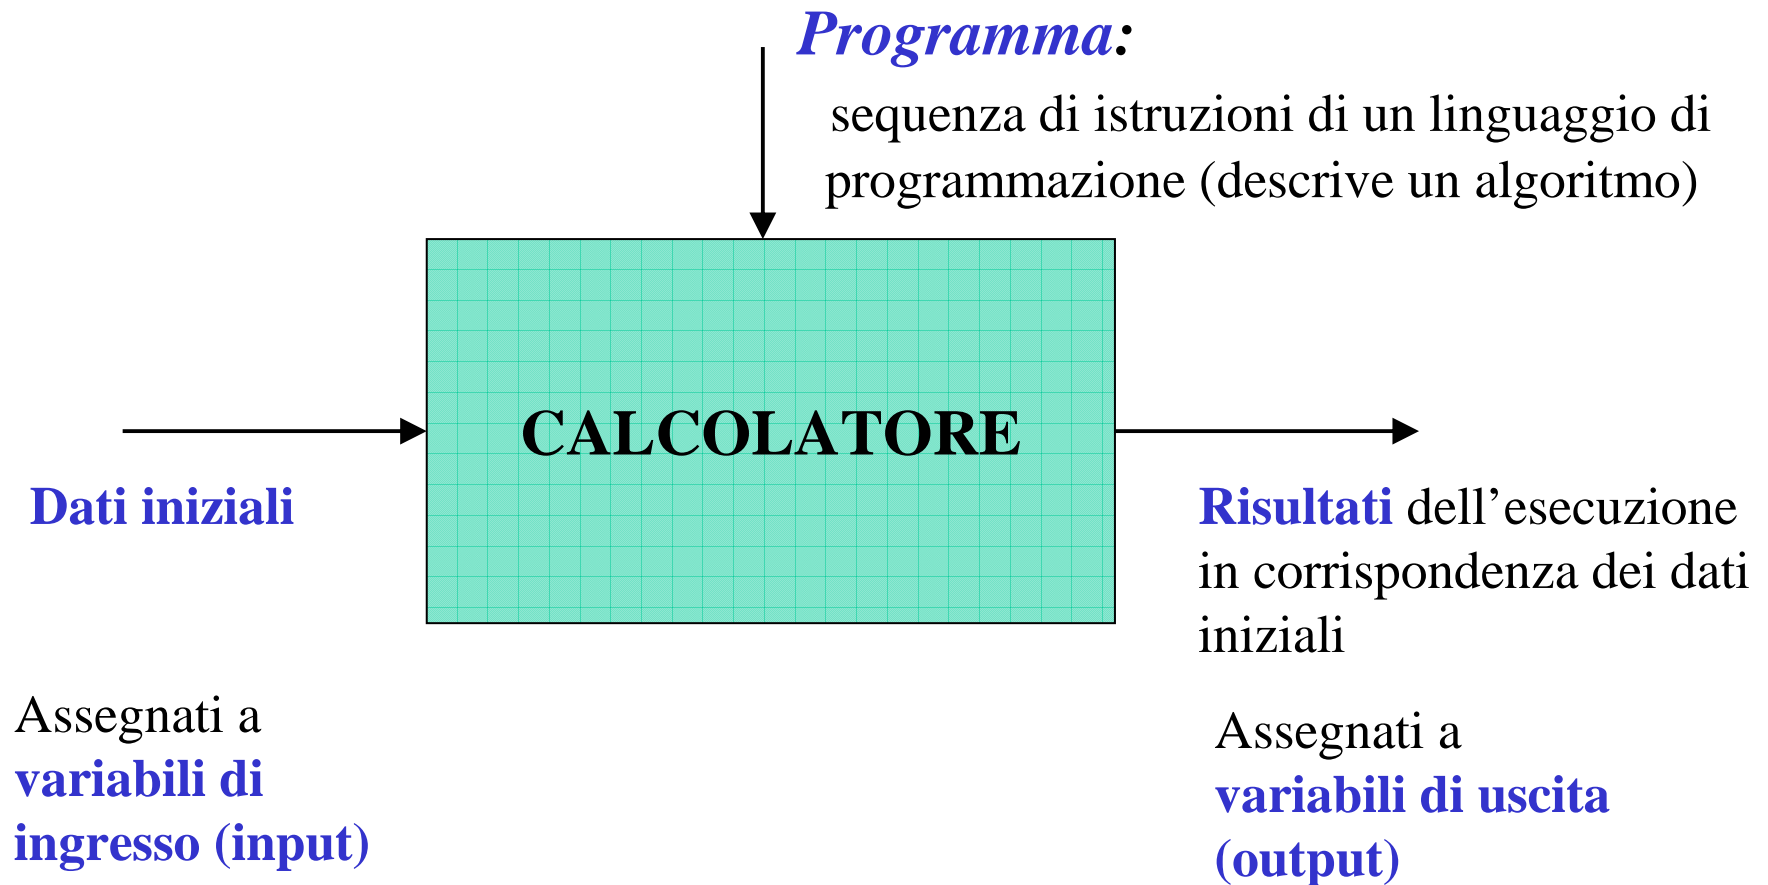 Programma:
sequenza di istruzioni di un linguaggio di
programmazione (descrive un algoritmo)
CALCOLATORE
Dati iniziali
Risultati dell’esecuzione
in corrispondenza dei dati
iniziali
Assegnati a
variabili di
ingresso (input)
Assegnati a
variabili di uscita
(output)